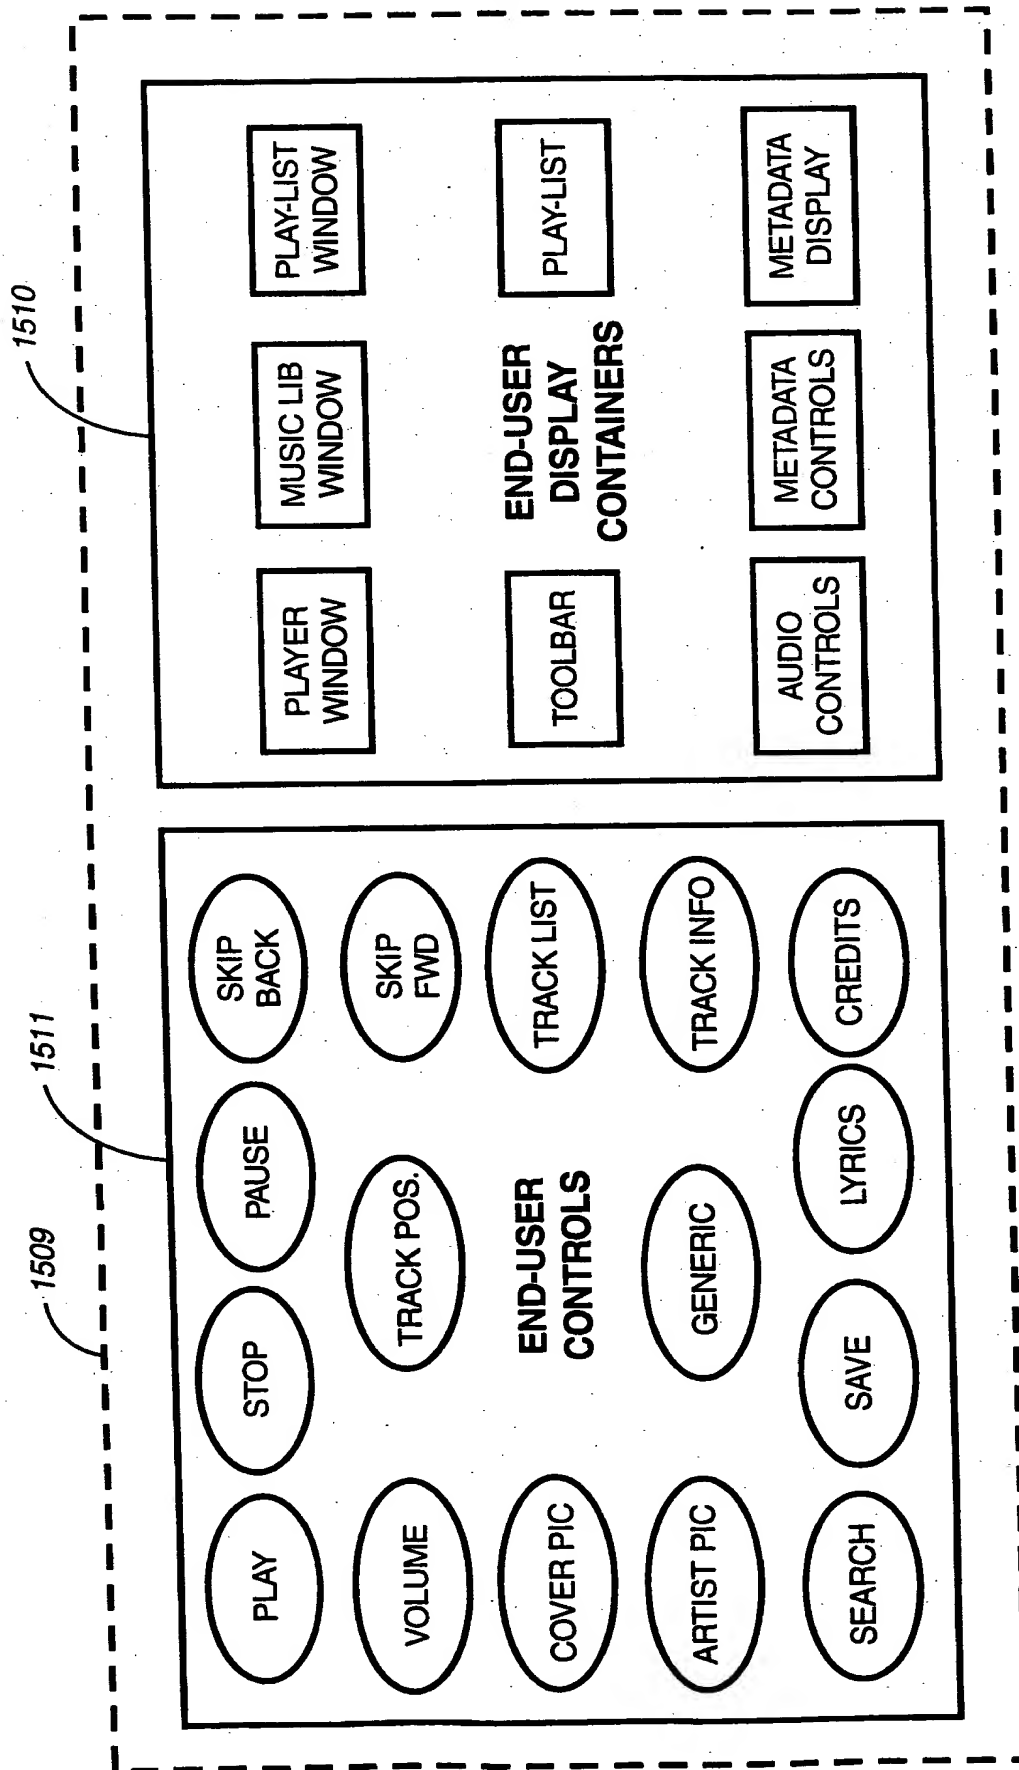 1509
1511
1510
PLAY
STOP
PAUSE
SKIP
BACK
VOLUME
TRACK POS.
SKIP
FWD
COVER PIC
END-USER
CONTROLS
TRACK LIST
ARTIST PIC
GENERIC
TRACK INFO
SEARCH
SAVE
LYRICS
CREDITS
PLAYER
WINDOW
MUSIC LIB
WINDOW
PLAY-LIST
WINDOW
TOOLBAR
END-USER
DISPLAY
CONTAINERS
PLAY-LIST
AUDIO
CONTROLS
METADATA
CONTROLS
METADATA
DISPLAY